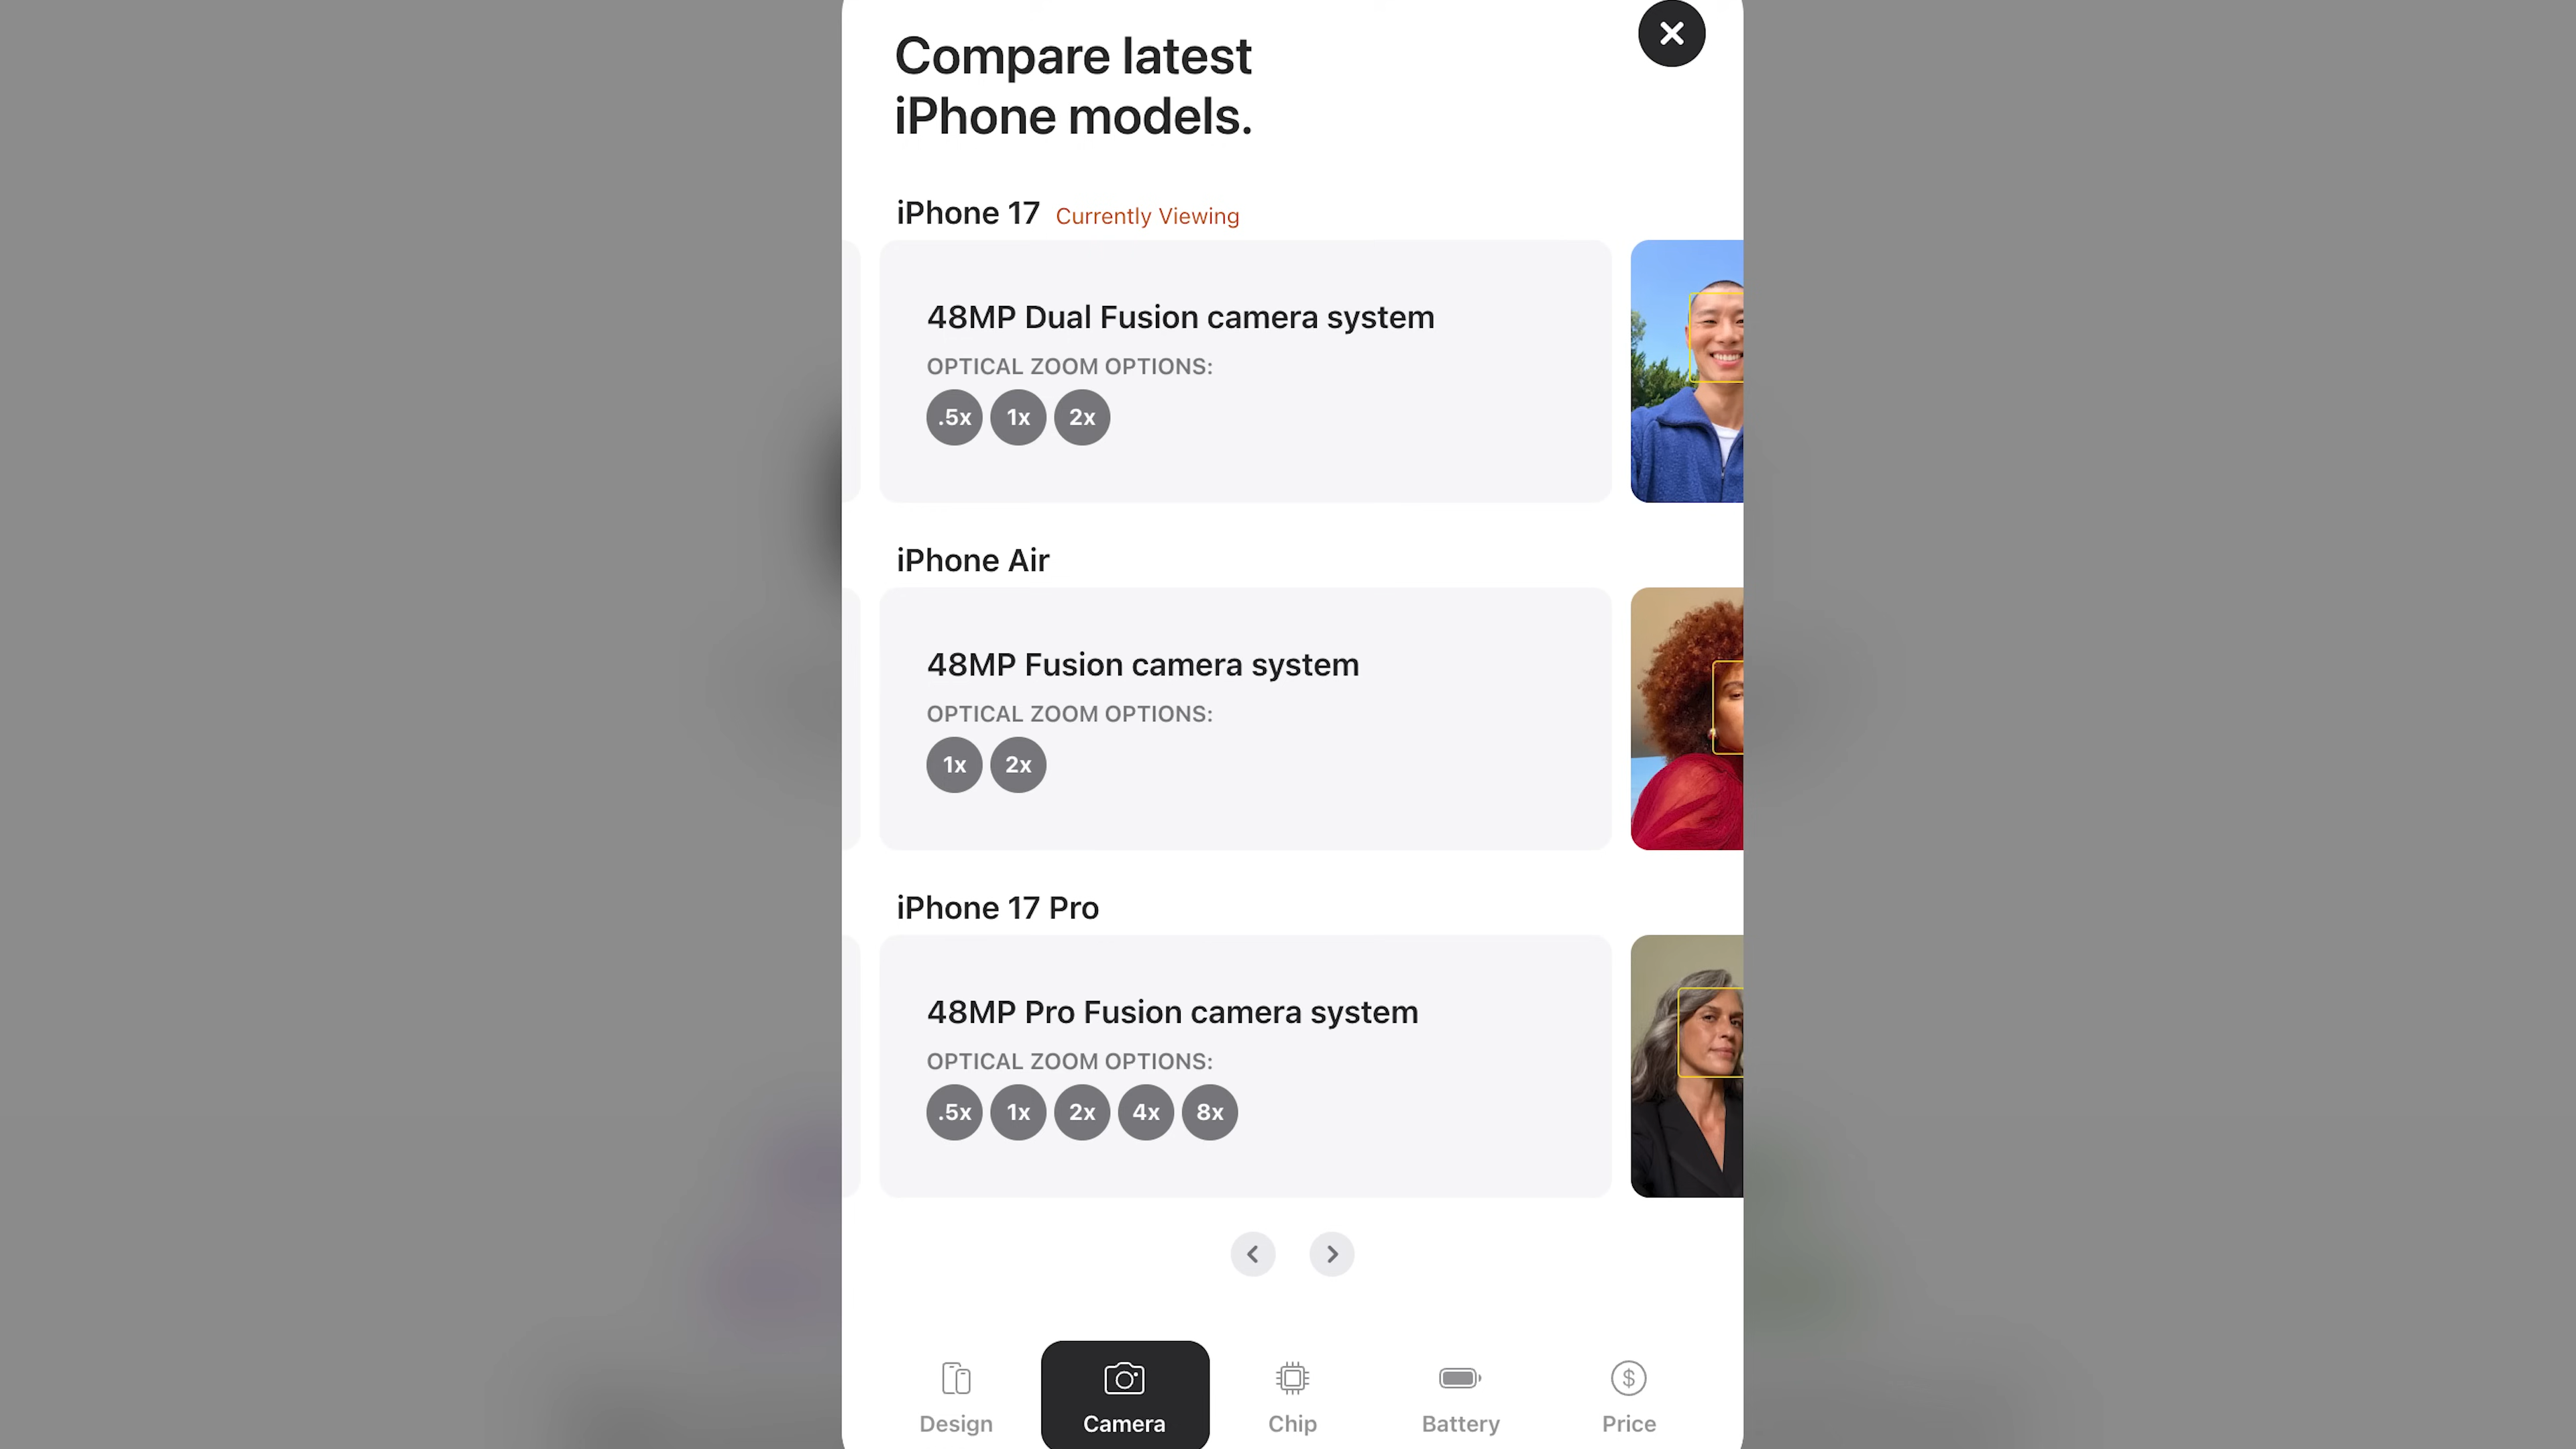 Compare latest
iPhone models.
iPhone 17 Currently Viewing
48MP Dual Fusion camera system
OPTICAL ZOOM OPTIONS:
.5x 1x 2x
iPhone Air
48MP Fusion camera system
OPTICAL ZOOM OPTIONS:
1x 2x
iPhone 17 Pro
48MP Pro Fusion camera system
OPTICAL ZOOM OPTIONS:
.5x 1x 2x 4x 8x
Design Camera Chip Battery Price